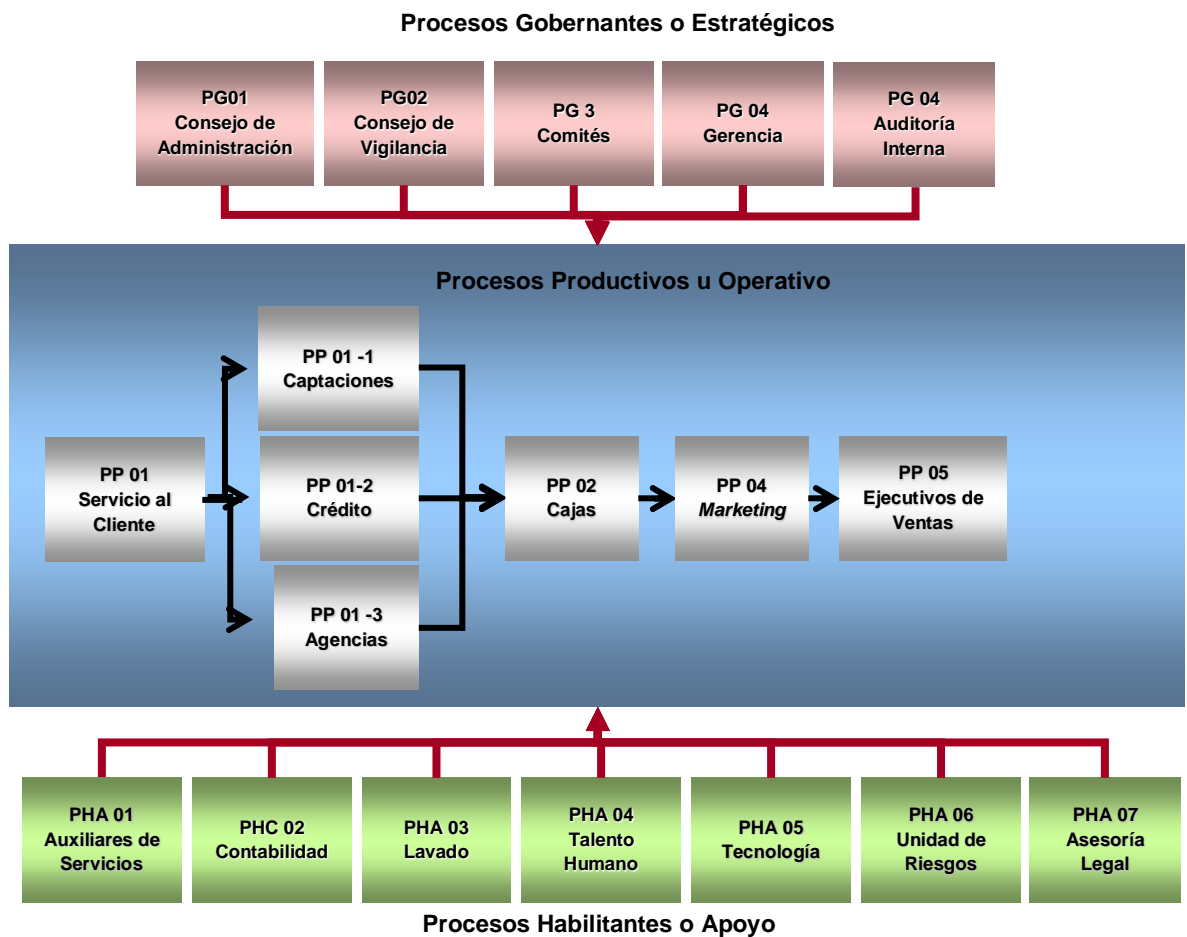 Procesos Gobernantes o Estratégicos
PG01
Consejo de
Administración
PG02
Consejo de
Vigilancia
PG 3
Comités
PG 04
Gerencia
PG 04
Auditoría
Interna
Procesos Productivos u Operativo
PP 01
Servicio al
Cliente
PP 01 -1
Captaciones
PP 01-2
Crédito
PP 01 -3
Agencias
PP 02
Cajas
PP 04
Marketing
PP 05
Ejecutivos de
Ventas
PHA 01
Auxiliares de
Servicios
PHC 02
Contabilidad
PHA 03
Lavado
PHA 04
Talento
Humano
PHA 05
Tecnología
PHA 06
Unidad de
Riesgos
PHA 07
Asesoría
Legal
Procesos Habilitantes o Apoyo